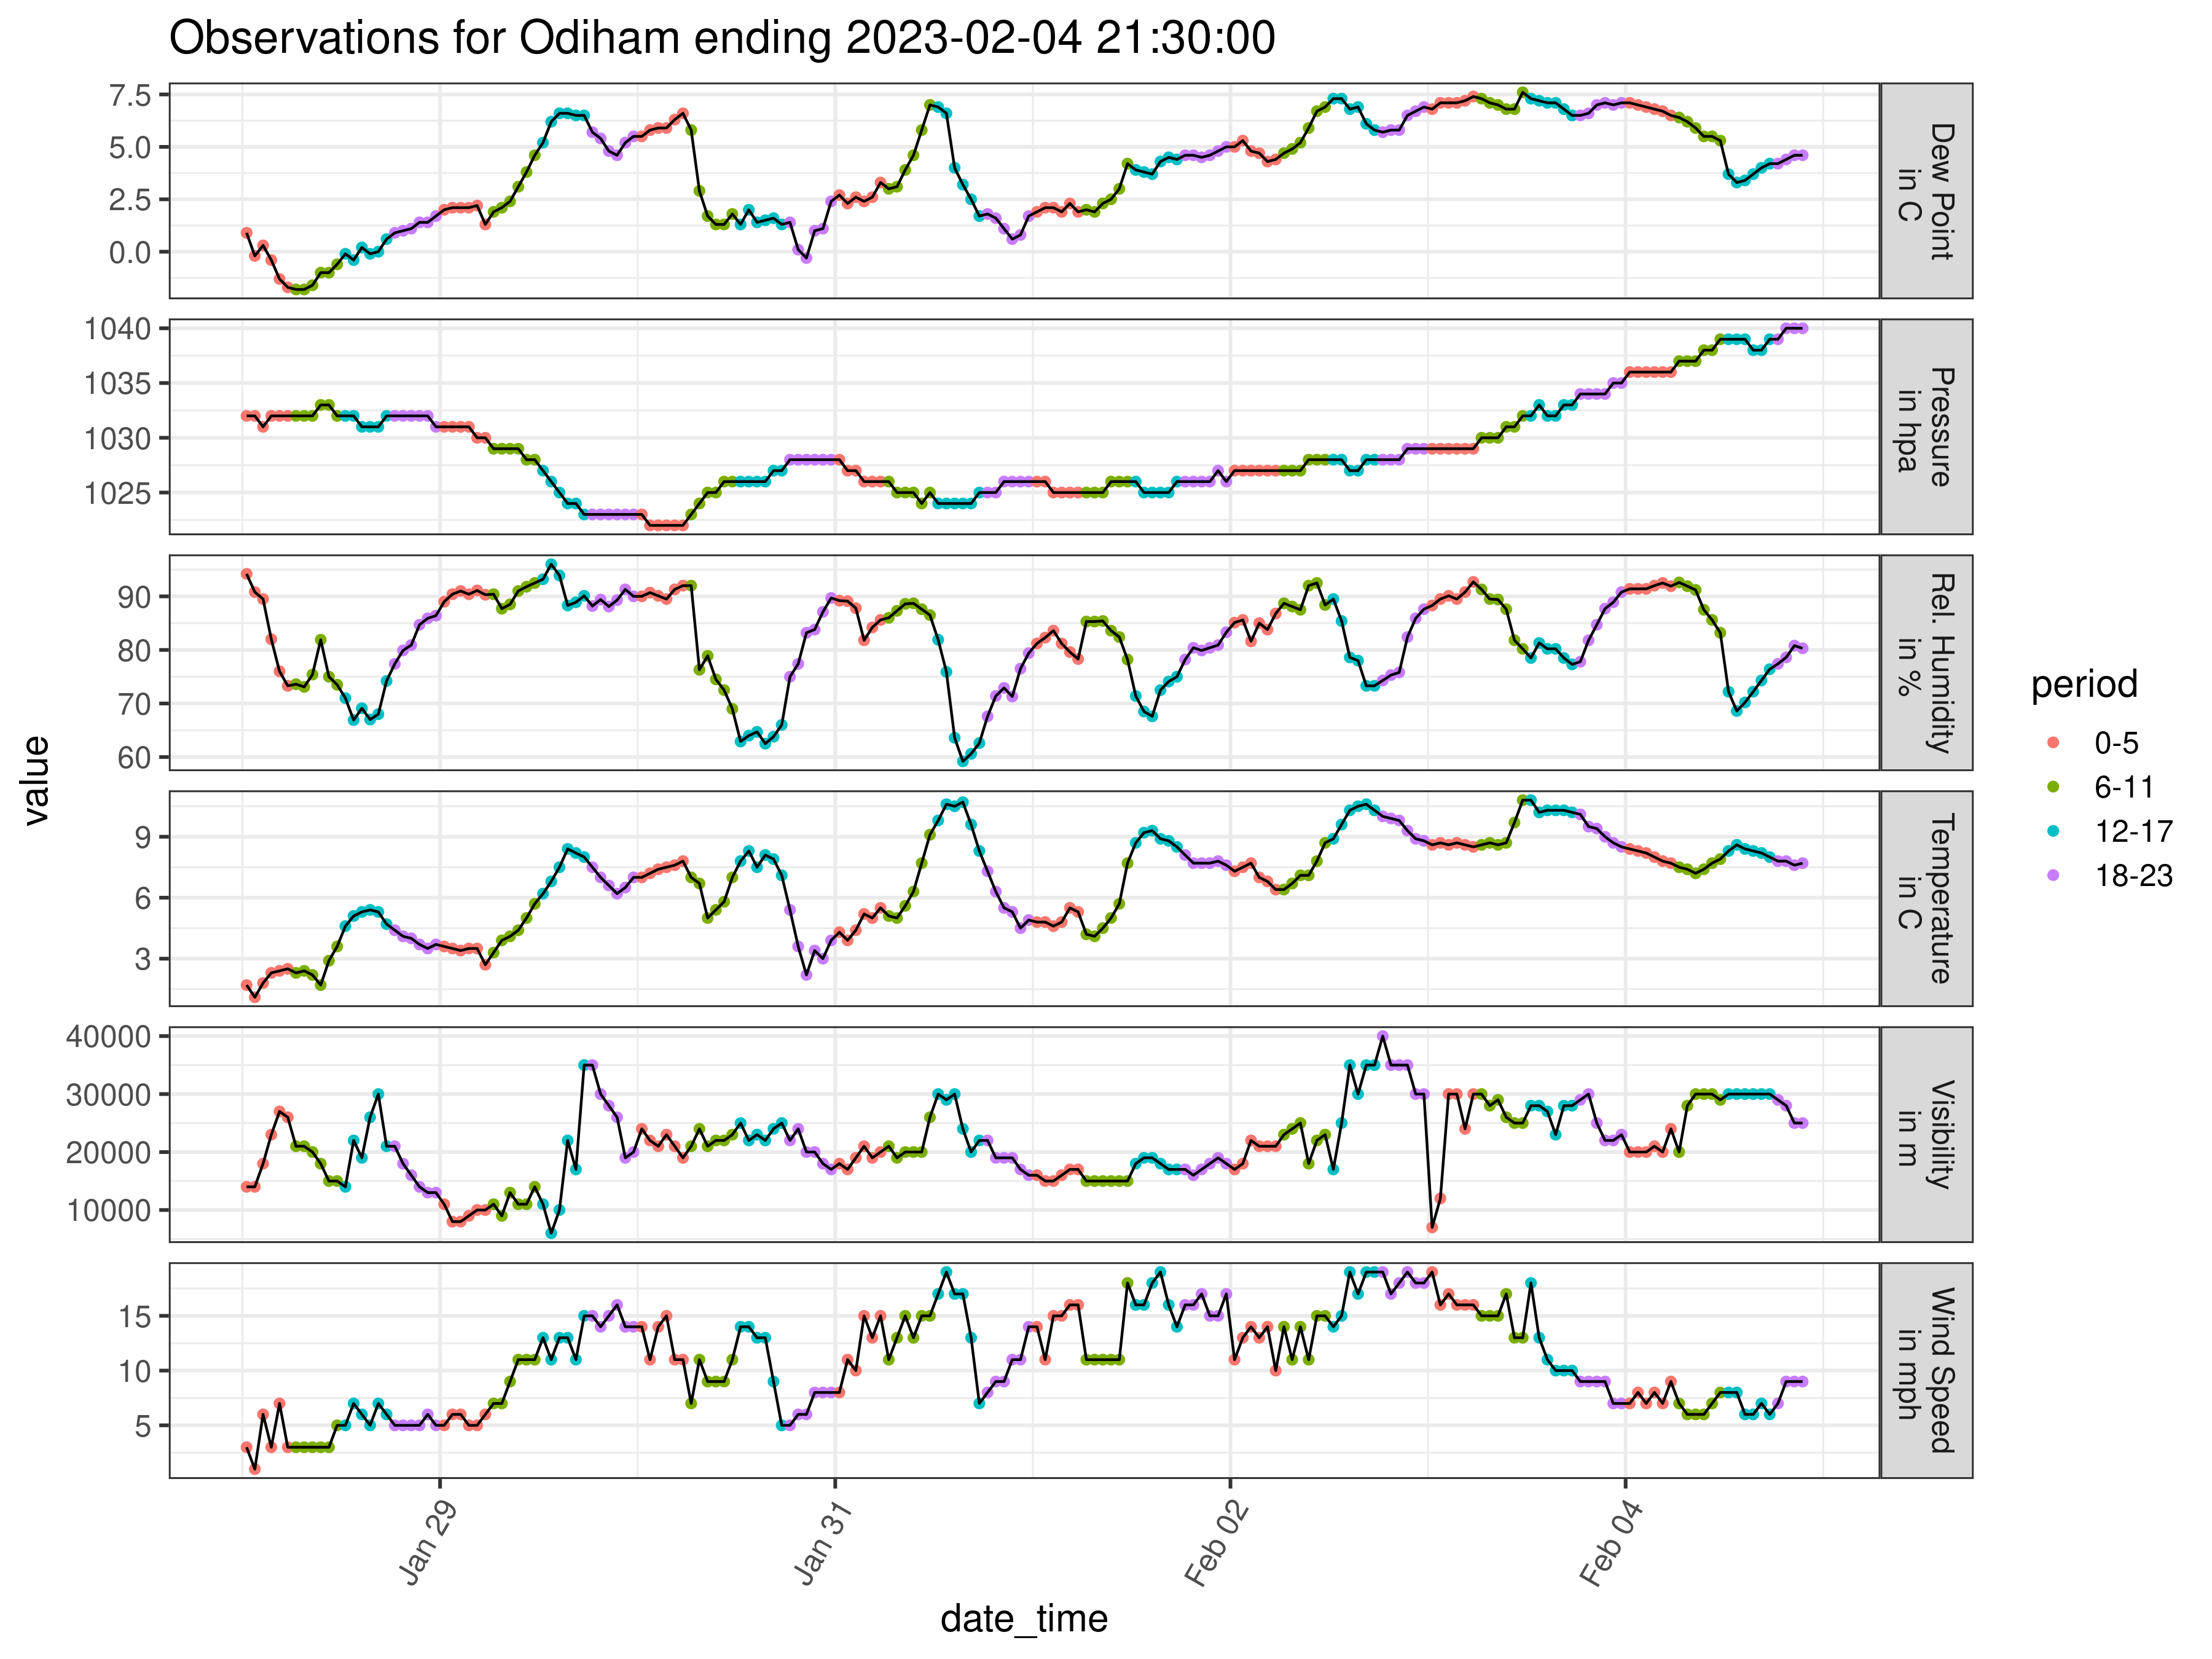 Observations for Odiham ending 2023-02-04 21:30:00
value
7.5
5.0
2.5
0.0
Dew Point
in C
1040
1035
1030
1025
Pressure
in hpa
90
80
70
60
Rel. Humidity
in %
9
6
3
Temperature
in C
40000
30000
20000
10000
Visibility
in m
15
10
5
Wind Speed
in mph
Jan 29
Jan 31
Feb 02
Feb 04
date_time
period
0-5
6-11
12-17
18-23